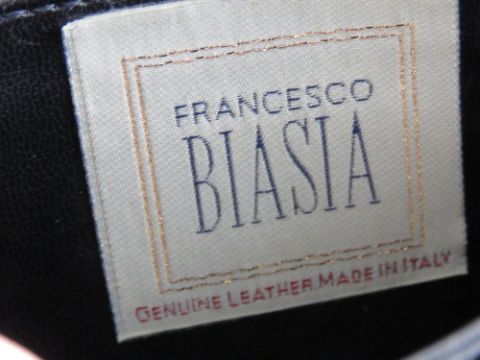 FRANCESCO
BIASIA
GENUINE LEATHER. MADE IN ITALY